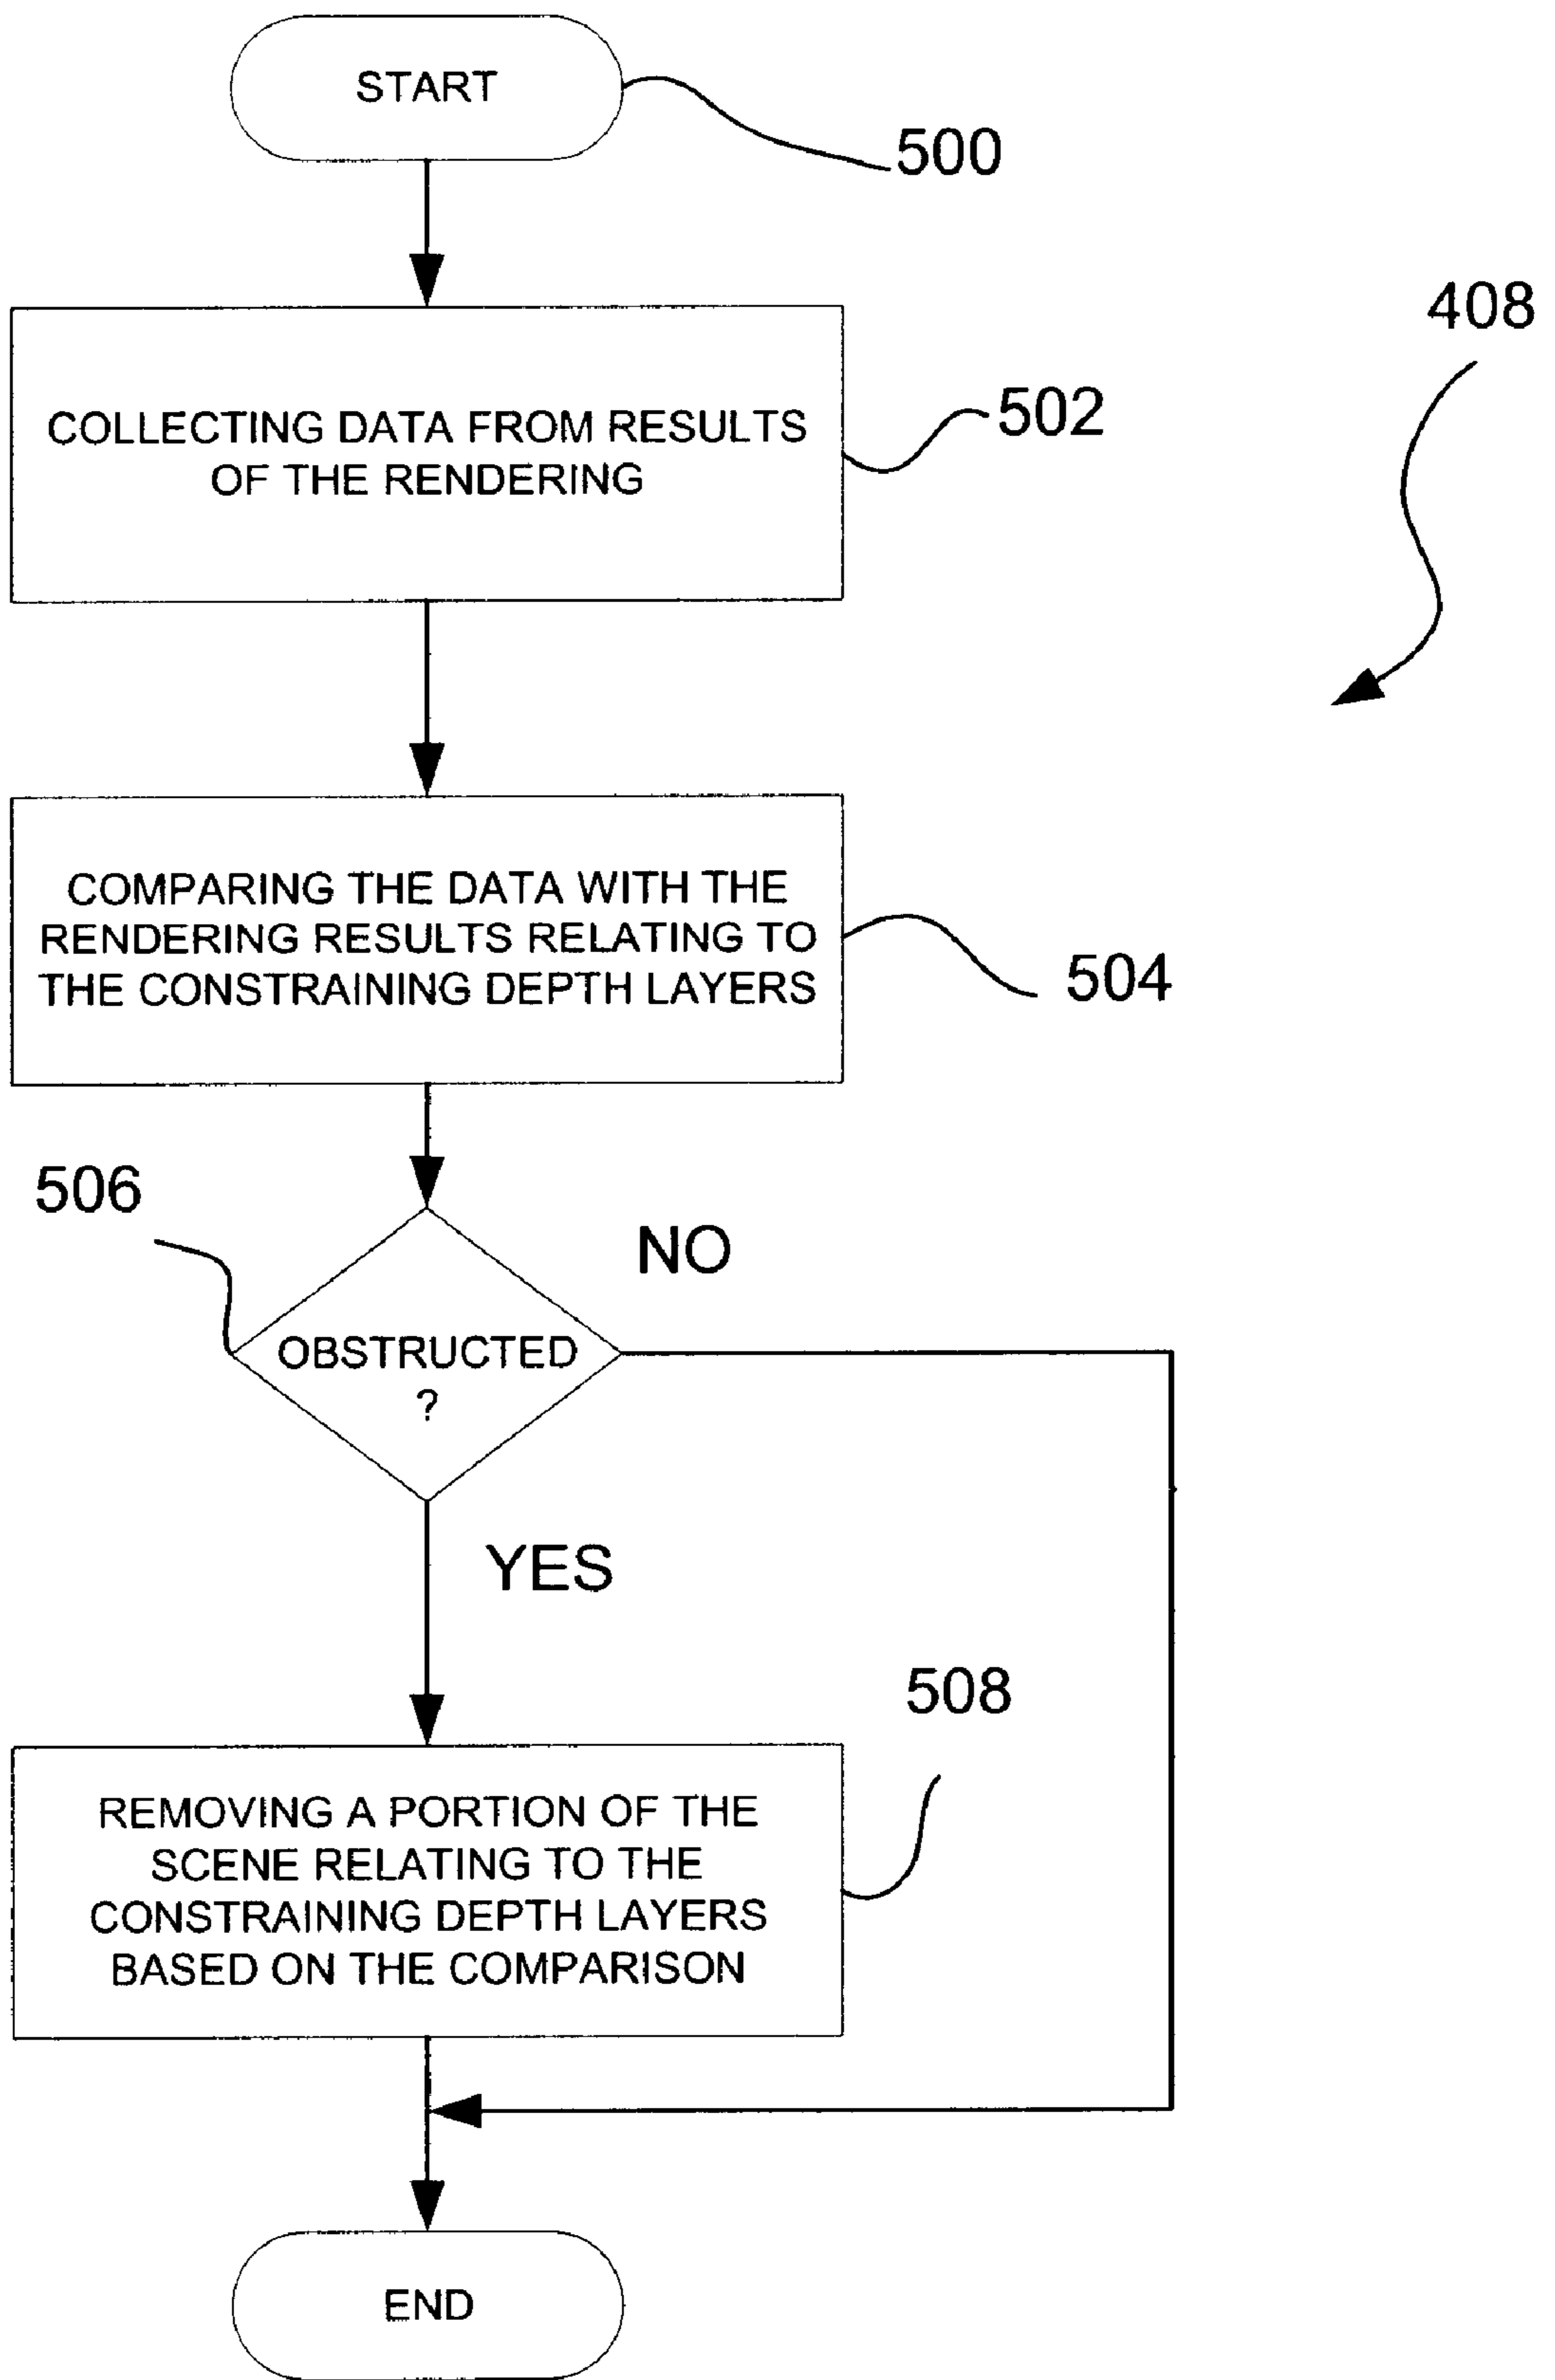 START
500
408
COLLECTING DATA FROM RESULTS
OF THE RENDERING
502
COMPARING THE DATA WITH THE
RENDERING RESULTS RELATING TO
THE CONSTRAINING DEPTH LAYERS
504
506
NO
OBSTRUCTED
?
YES
508
REMOVING A PORTION OF THE
SCENE RELATING TO THE
CONSTRAINING DEPTH LAYERS
BASED ON THE COMPARISON
END